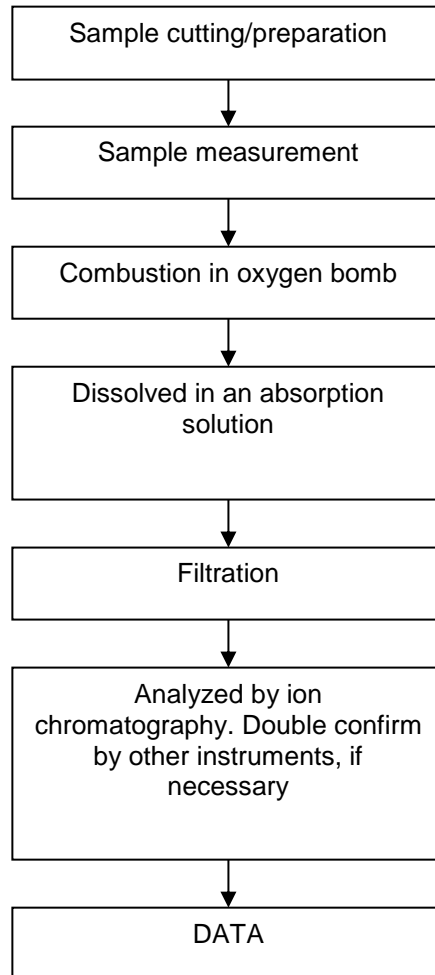 Sample cutting/preparation
Sample measurement
Combustion in oxygen bomb
Dissolved in an absorption
solution
Filtration
Analyzed by ion
chromatography. Double confirm
by other instruments, if
necessary
DATA